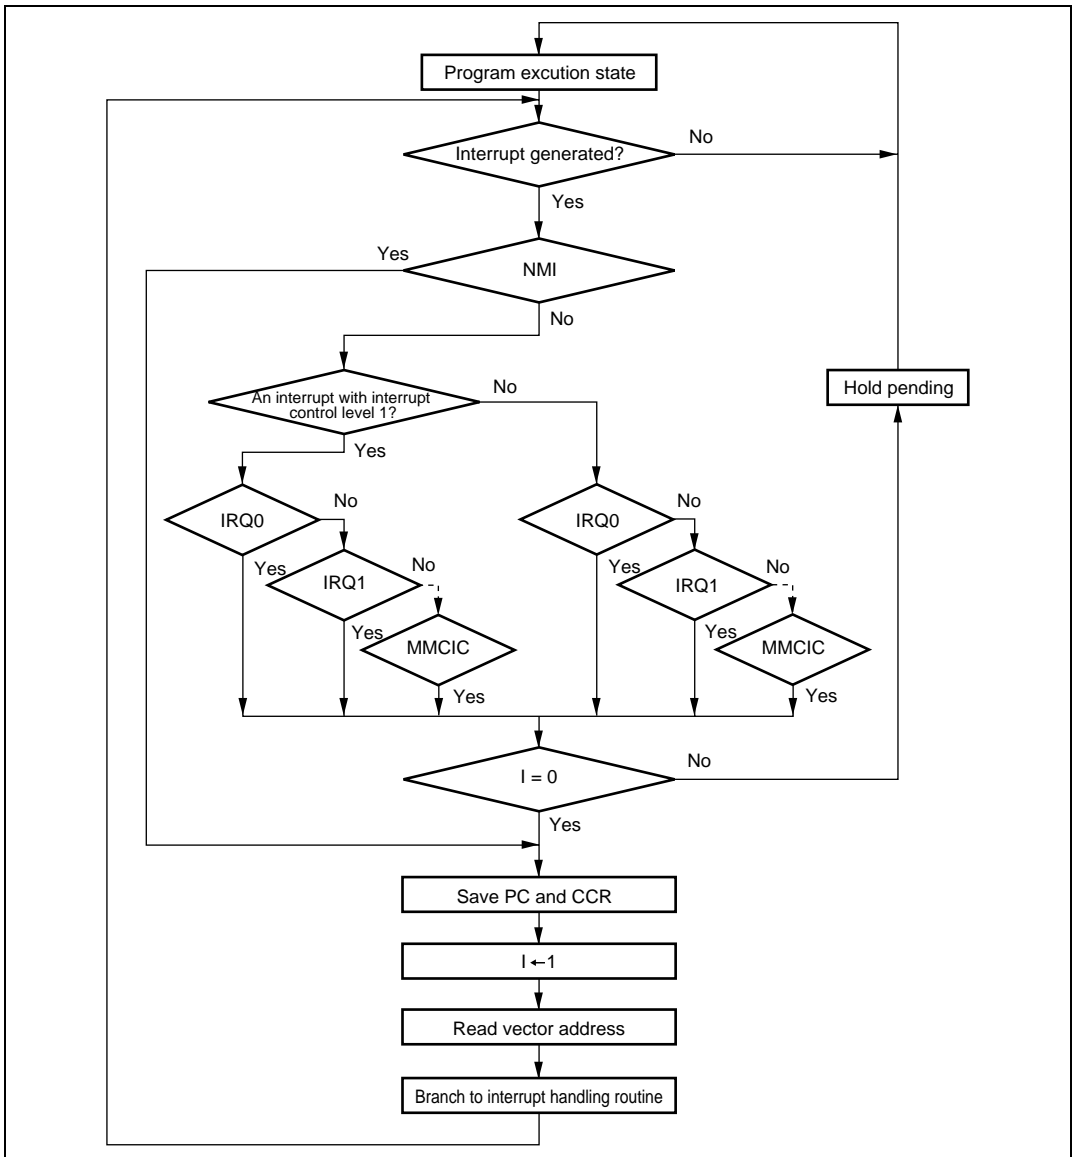 Program excution state
Interrupt generated?
No
Yes
Yes
NMI
No
An interrupt with interrupt
control level 1?
No
Hold pending
Yes
IRQ0
No
IRQ0
No
Yes
IRQ1
No
Yes
IRQ1
No
Yes
MMCIC
Yes
MMCIC
Yes
Yes
I = 0
No
Yes
Save PC and CCR
I ←1
Read vector address
Branch to interrupt handling routine